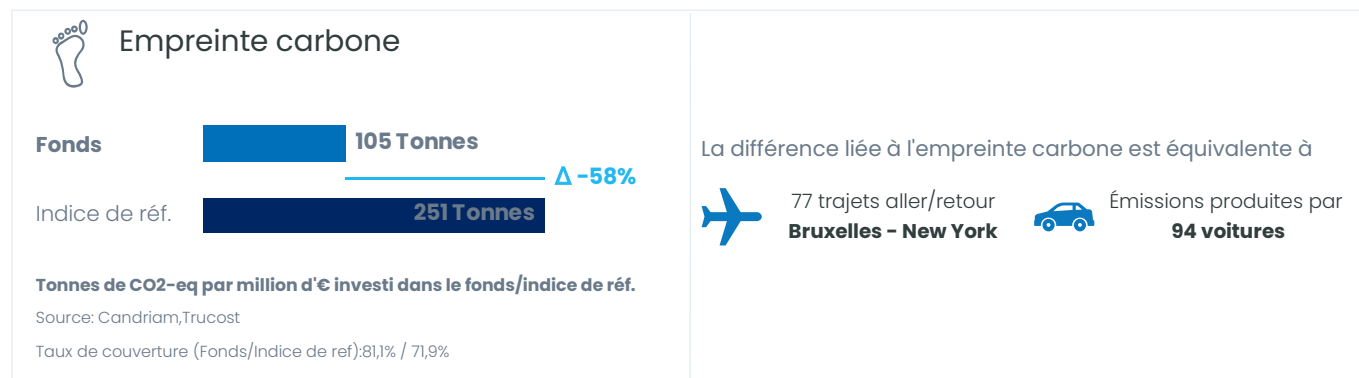 Empreinte carbone
Fonds
105 Tonnes
Δ -58%
Indice de réf.
251 Tonnes
Tonnes de CO2-eq par million d'€ investi dans le fonds/indice de réf.
Source: Candriam,Trucost
Taux de couverture (Fonds/Indice de ref):81,1% / 71,9%
La différence liée à l'empreinte carbone est équivalente à
77 trajets aller/retour
Bruxelles - New York
Émissions produites par
94 voitures